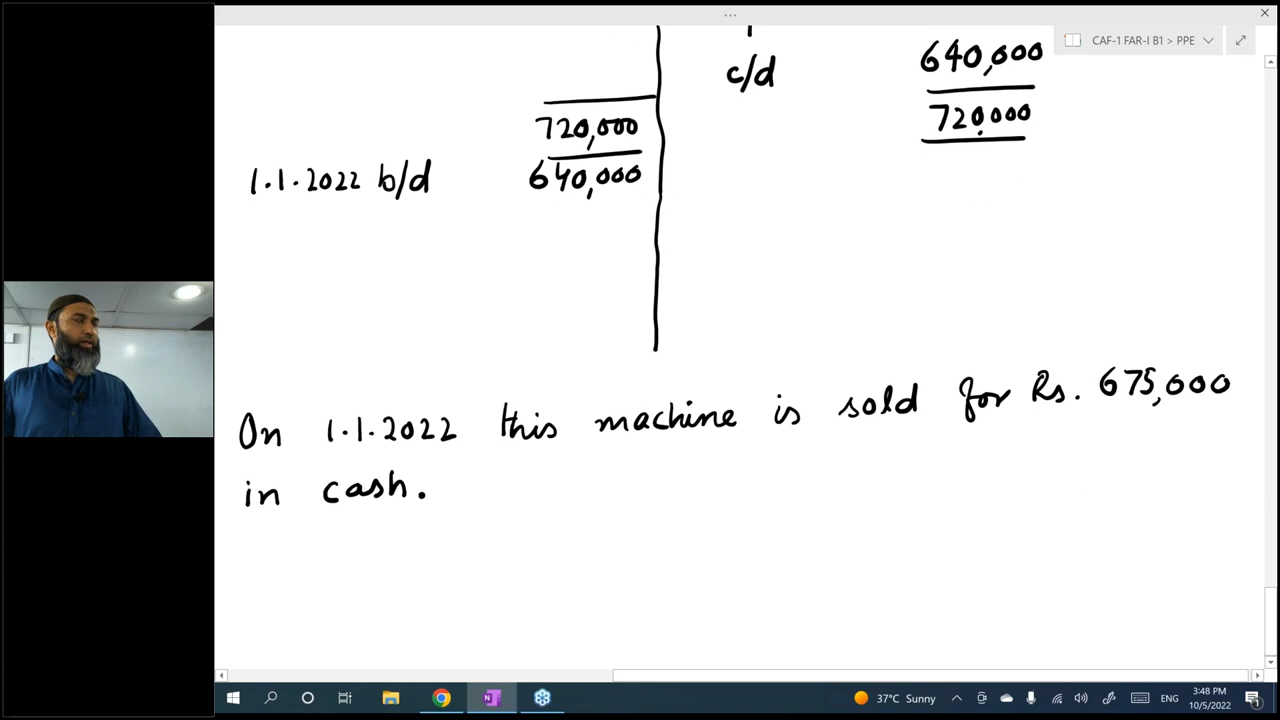 CAF-1 FAR-I B1 > PPE
640,000
c/d
720,000
720,000
1.1.2022 b/d 640,000
On 1.1.2022 this machine is sold for Rs. 675,000
in cash.
37°C Sunny
ENG
3:48 PM
10/5/2022
1